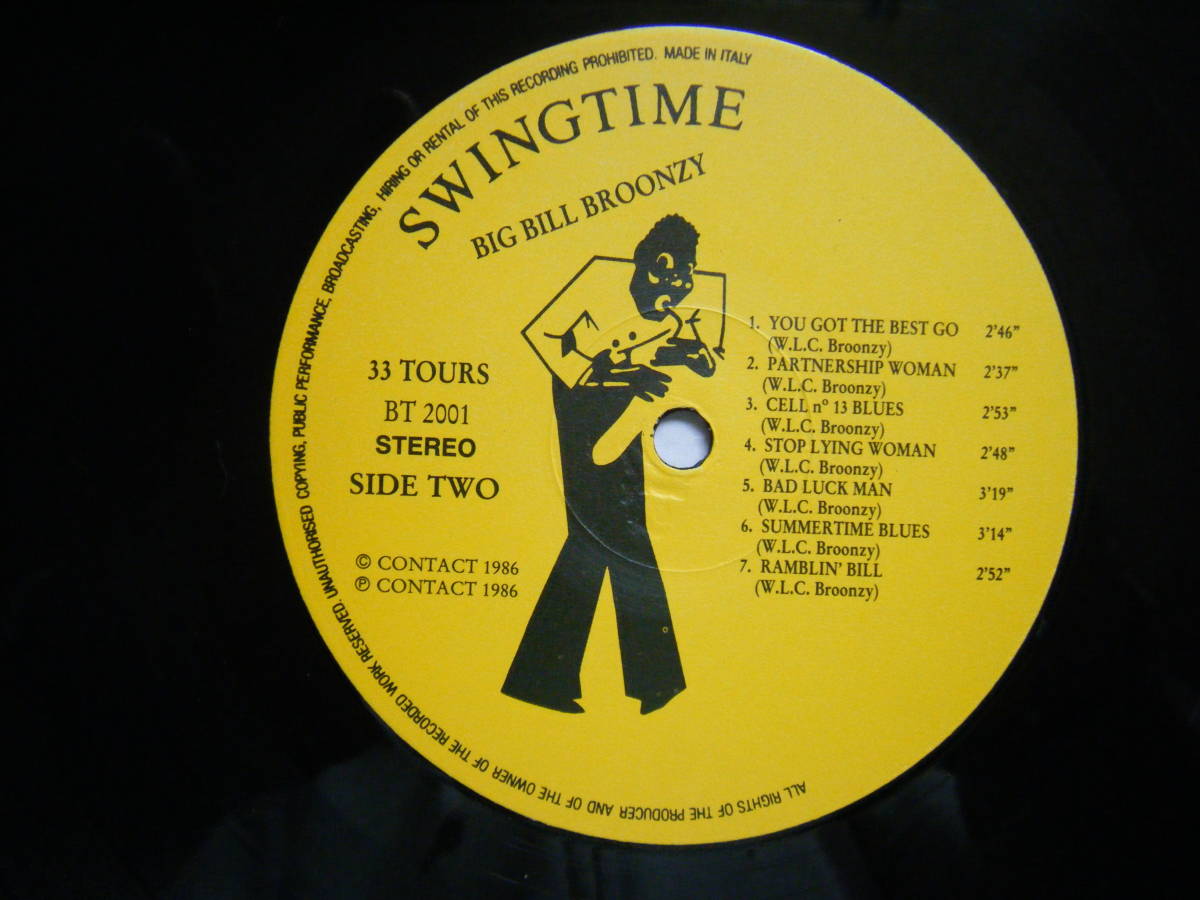 ALL RIGHTS OF THE PRODUCER AND OF THE OWNER OF THE RECORDED WORK RESERVED. UNAUTHORISED COPYING, PUBLIC PERFORMANCE, BROADCASTING, HIRING OR RENTAL OF THIS RECORDING PROHIBITED. MADE IN ITALY
SWINGTIME
BIG BILL BROONZY
33 TOURS
BT 2001
STEREO
SIDE TWO
© CONTACT 1986
℗ CONTACT 1986
1. YOU GOT THE BEST GO 2'46"
(W.L.C. Broonzy)
2. PARTNERSHIP WOMAN 2'37"
(W.L.C. Broonzy)
3. CELL nº 13 BLUES 2'53"
(W.L.C. Broonzy)
4. STOP LYING WOMAN 2'48"
(W.L.C. Broonzy)
5. BAD LUCK MAN 3'19"
(W.L.C. Broonzy)
6. SUMMERTIME BLUES 3'14"
(W.L.C. Broonzy)
7. RAMBLIN' BILL 2'52"
(W.L.C. Broonzy)